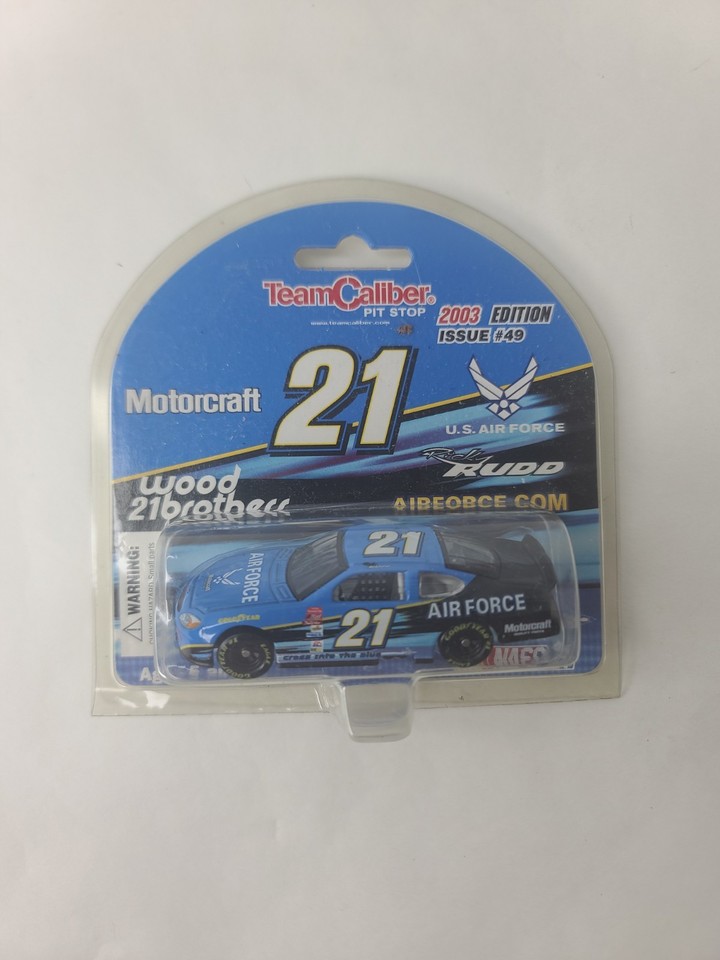 TeamCaliber®
PIT STOP
www.teamcaliber.com
2003 EDITION
ISSUE #49
Motorcraft
21
U.S. AIR FORCE
Ricky
RUDD
wood
21brothers
AIRFORCE.COM
WARNING:
21
AIR FORCE
GOODYEAR
21
AIR FORCE
Motorcraft
Cross Into The Blue
GOODYEAR
GOODYEAR